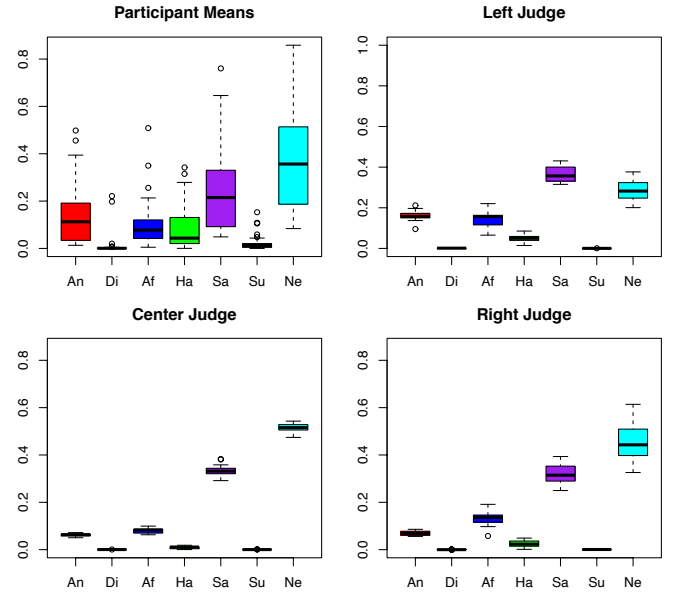 Participant Means
0.0 0.2 0.4 0.6 0.8
An Di Af Ha Sa Su Ne
Left Judge
0.0 0.2 0.4 0.6 0.8 1.0
An Di Af Ha Sa Su Ne
Center Judge
0.0 0.2 0.4 0.6 0.8
An Di Af Ha Sa Su Ne
Right Judge
0.0 0.2 0.4 0.6 0.8
An Di Af Ha Sa Su Ne